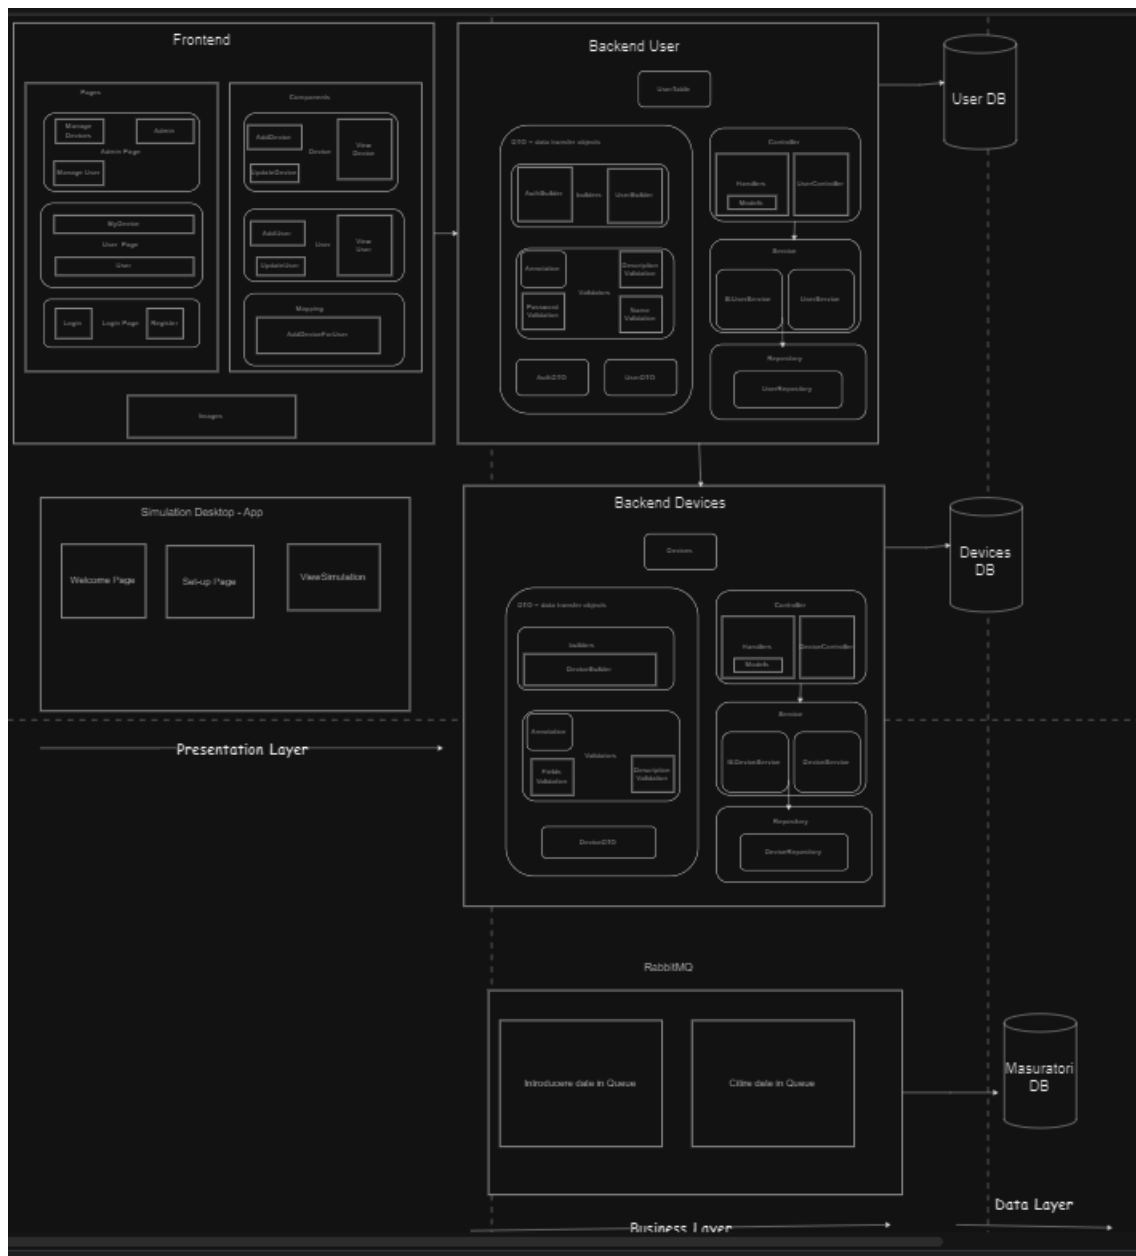 Frontend
Pages
Manage
Devices
Admin
Admin Page
Manage User
MyDevice
User Page
User
Login
Login Page
Register
Components
AddDevice
Device
View
Device
UpdateDevice
AddUser
User
View
User
UpdateUser
Mapping
AddDeviceForUser
Images
Backend User
UserTable
DTO = data transfer objects
AuthBuilder
builders
UserBuilder
Annotation
Description
Validation
Validators
Password
Validation
Name
Validation
AuthDTO
UserDTO
Controller
Handlers
UserController
Models
Service
UserService
Repository
UserRepository
User DB
Simulation Desktop - App
Welcome Page
Set-up Page
ViewSimulation
Presentation Layer
Backend Devices
Devices
DTO = data transfer objects
builders
DeviceBuilder
Annotation
Validators
Fields
Validation
Description
Validation
DeviceDTO
Controller
Handlers
DeviceController
Models
Service
DeviceService
Repository
DeviceRepository
Devices
DB
RabbitMQ
Introducere date in Queue
Citire date in Queue
Masuratori
DB
Business Layer
Data Layer